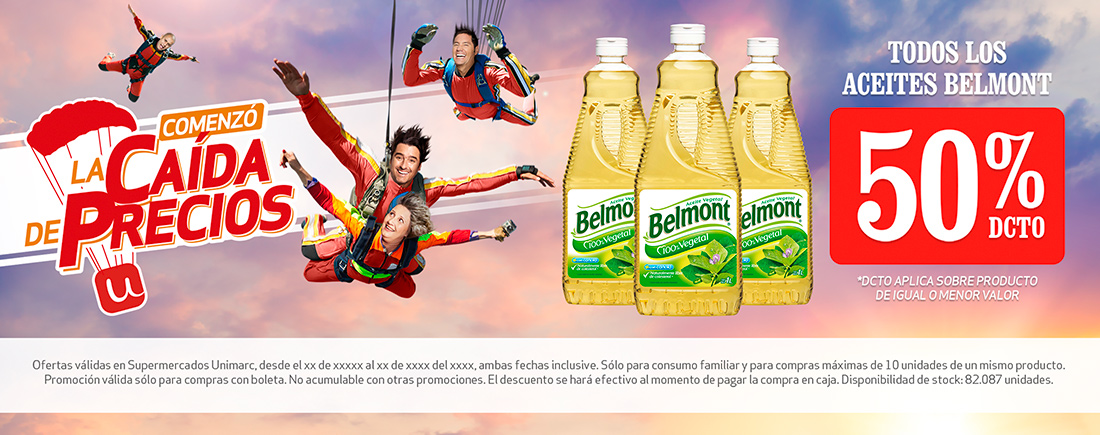 COMENZÓ
LA CAÍDA
DE PRECIOS
u
Aceite Vegetal
Belmont
100% Vegetal
TODOS LOS
ACEITES BELMONT
50% DCTO
*DCTO APLICA SOBRE PRODUCTO
DE IGUAL O MENOR VALOR
Ofertas válidas en Supermercados Unimarc, desde el xx de xxxxx al xx de xxxx del xxxx, ambas fechas inclusive. Sólo para consumo familiar y para compras máximas de 10 unidades de un mismo producto.
Promoción válida sólo para compras con boleta. No acumulable con otras promociones. El descuento se hará efectivo al momento de pagar la compra en caja. Disponibilidad de stock: 82.087 unidades.